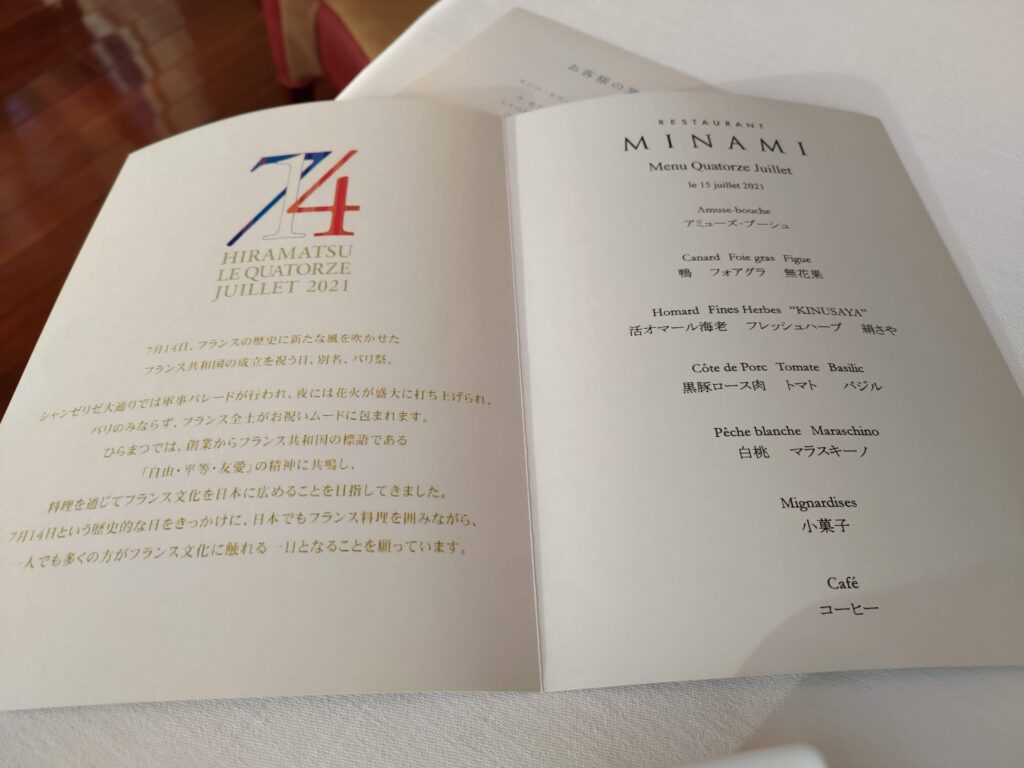 714
HIRAMATSU
LE QUATORZE
JUILLET 2021
7月14日、フランスの歴史に新たな風を吹かせた
フランス共和国の成立を祝う日、別名、パリ祭。
シャンゼリゼ大通りでは軍事パレードが行われ、夜には花火が盛大に打ち上げられ、
パリのみならず、フランス全土がお祝いムードに包まれます。
ひらまつでは、創業からフランス共和国の標語である
「自由・平等・友愛」の精神に共鳴し、
料理を通じてフランス文化を日本に広めることを目指してきました。
7月14日という歴史的な日をきっかけに、日本でもフランス料理を囲みながら、
一人でも多くの方がフランス文化に触れる一日となることを願っています。
お客様の
RESTAURANT
MINAMI
Menu Quatorze Juillet
le 15 juillet 2021
Amuse-bouche
アミューズ・ブーシュ
Canard Foie gras Figue
鴨 フォアグラ 無花果
Homard Fines Herbes “KINUSAYA”
活オマール海老 フレッシュハーブ 絹さや
Côte de Porc Tomate Basilic
黒豚ロース肉 トマト バジル
Pêche blanche Maraschino
白桃 マラスキーノ
Mignardises
小菓子
Café
コーヒー